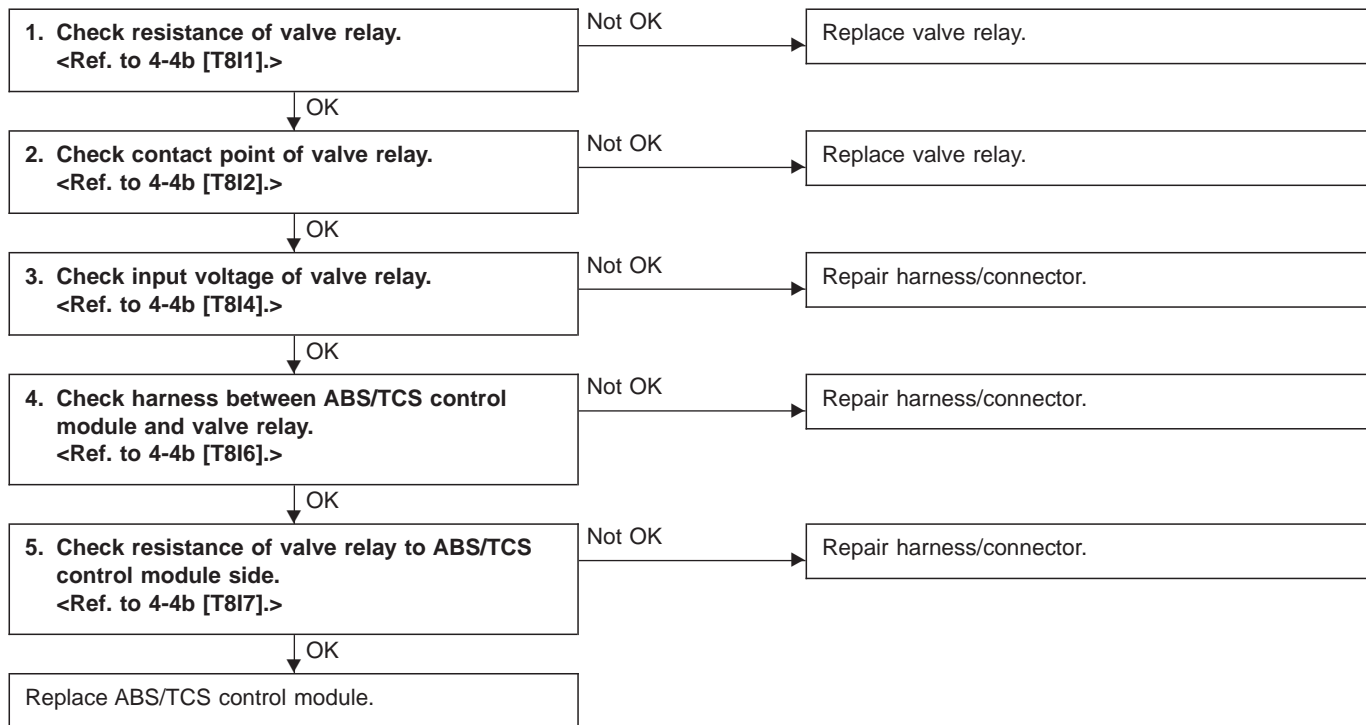 1. Check resistance of valve relay.
<Ref. to 4-4b [T8I1].>
Not OK
Replace valve relay.
OK
2. Check contact point of valve relay.
<Ref. to 4-4b [T8I2].>
Not OK
Replace valve relay.
OK
3. Check input voltage of valve relay.
<Ref. to 4-4b [T8I4].>
Not OK
Repair harness/connector.
OK
4. Check harness between ABS/TCS control
module and valve relay.
<Ref. to 4-4b [T8I6].>
Not OK
Repair harness/connector.
OK
5. Check resistance of valve relay to ABS/TCS
control module side.
<Ref. to 4-4b [T8I7].>
Not OK
Repair harness/connector.
OK
Replace ABS/TCS control module.